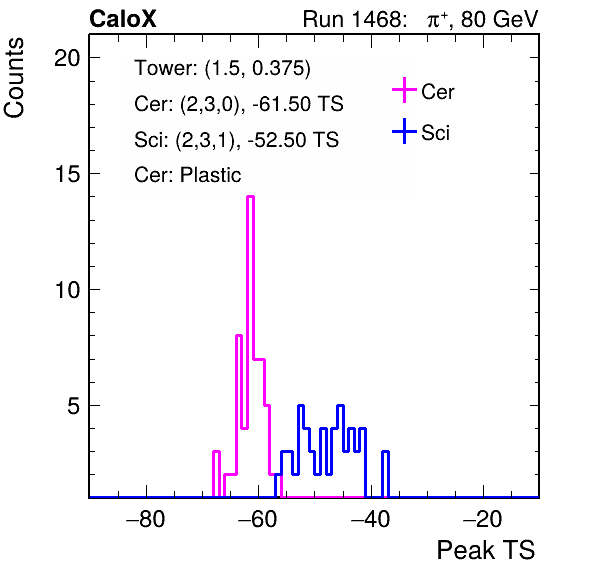 CaloX Run 1468: π⁺, 80 GeV
Counts
20
15
10
5
Tower: (1.5, 0.375)
Cer: (2,3,0), -61.50 TS
Sci: (2,3,1), -52.50 TS
Cer: Plastic
Cer
Sci
−80 −60 −40 −20
Peak TS